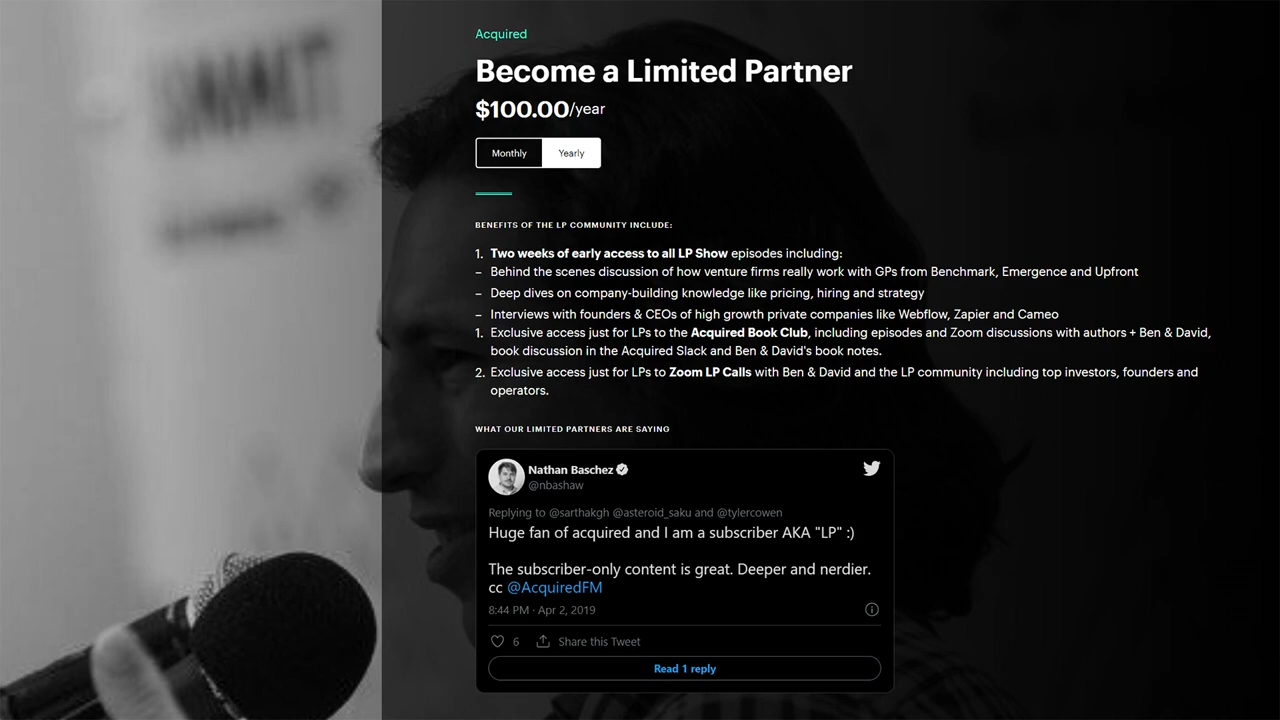 Acquired
Become a Limited Partner
$100.00/year
Monthly Yearly
BENEFITS OF THE LP COMMUNITY INCLUDE:
1. Two weeks of early access to all LP Show episodes including:
– Behind the scenes discussion of how venture firms really work with GPs from Benchmark, Emergence and Upfront
– Deep dives on company-building knowledge like pricing, hiring and strategy
– Interviews with founders & CEOs of high growth private companies like Webflow, Zapier and Cameo
1. Exclusive access just for LPs to the Acquired Book Club, including episodes and Zoom discussions with authors + Ben & David,
book discussion in the Acquired Slack and Ben & David's book notes.
2. Exclusive access just for LPs to Zoom LP Calls with Ben & David and the LP community including top investors, founders and
operators.
WHAT OUR LIMITED PARTNERS ARE SAYING
Nathan Baschez
@nbashaw
Replying to @sarthakgh @asteroid_saku and @tylercowen
Huge fan of acquired and I am a subscriber AKA "LP" :)
The subscriber-only content is great. Deeper and nerdier.
cc @AcquiredFM
8:44 PM · Apr 2, 2019
6 Share this Tweet
Read 1 reply